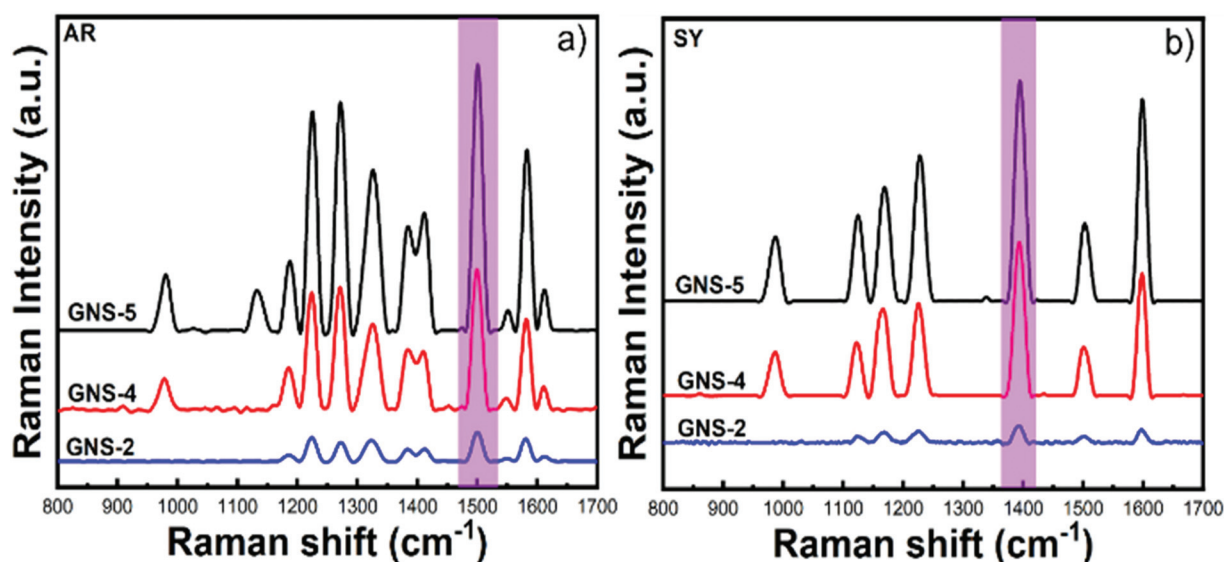 AR
a)
Raman Intensity (a.u.)
GNS-5
GNS-4
GNS-2
800 900 1000 1100 1200 1300 1400 1500 1600 1700
Raman shift (cm⁻¹)
SY
b)
Raman Intensity (a.u.)
GNS-5
GNS-4
GNS-2
800 900 1000 1100 1200 1300 1400 1500 1600 1700
Raman shift (cm⁻¹)